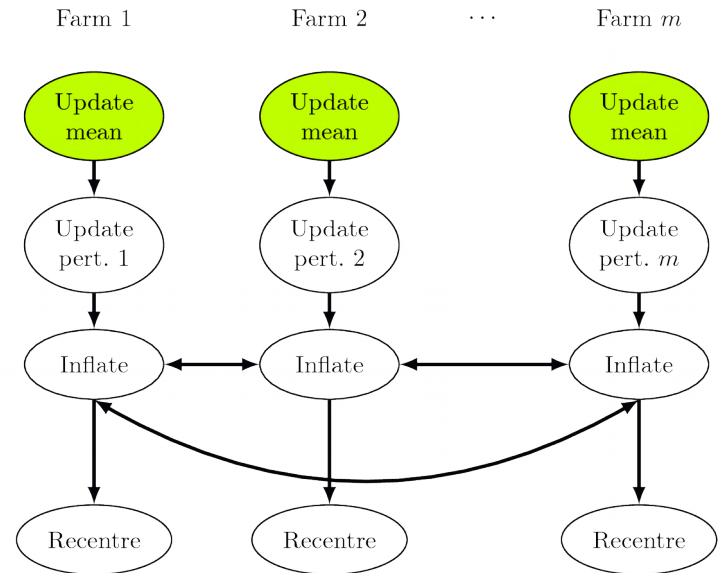 Farm 1 Farm 2 ··· Farm m
Update mean Update mean Update mean
Update pert. 1 Update pert. 2 Update pert. m
Inflate Inflate Inflate
Recentre Recentre Recentre